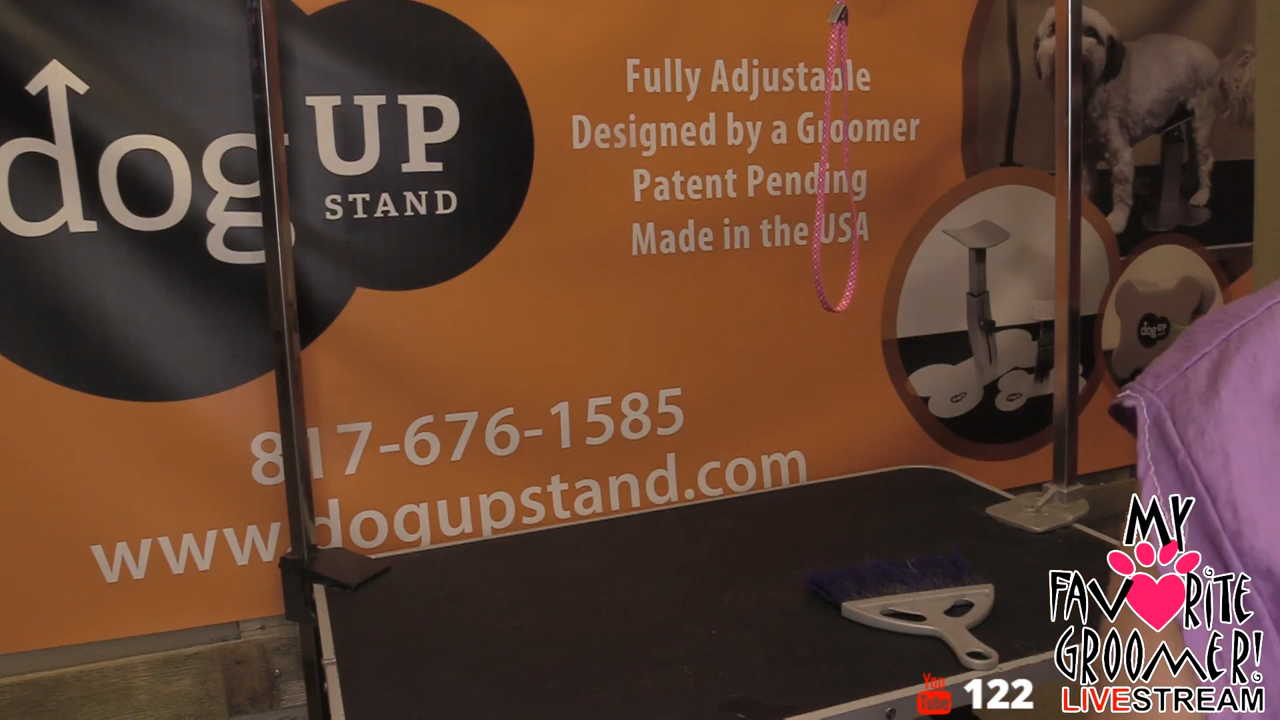 dog UP
STAND
Fully Adjustable
Designed by a Groomer
Patent Pending
Made in the USA
817-676-1585
www.dogupstand.com
dog UP
MY
FAVORITE
GROOMER!
LIVESTREAM
You
Tube
122